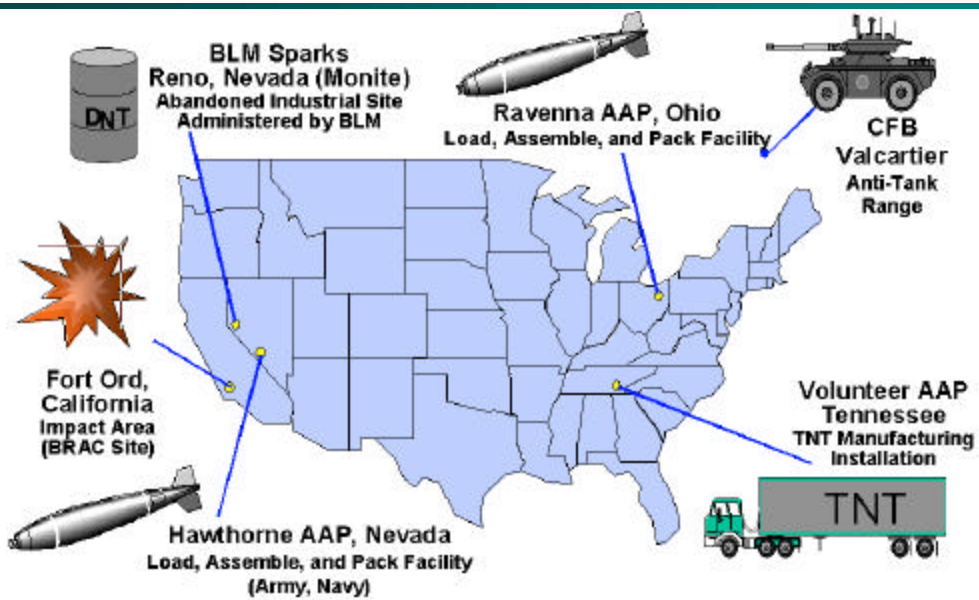 DNT
BLM Sparks
Reno, Nevada (Monite)
Abandoned Industrial Site
Administered by BLM
Ravenna AAP, Ohio
Load, Assemble, and Pack Facility
CFB
Valcartier
Anti-Tank
Range
Fort Ord,
California
Impact Area
(BRAC Site)
Volunteer AAP
Tennessee
TNT Manufacturing
Installation
TNT
Hawthorne AAP, Nevada
Load, Assemble, and Pack Facility
(Army, Navy)